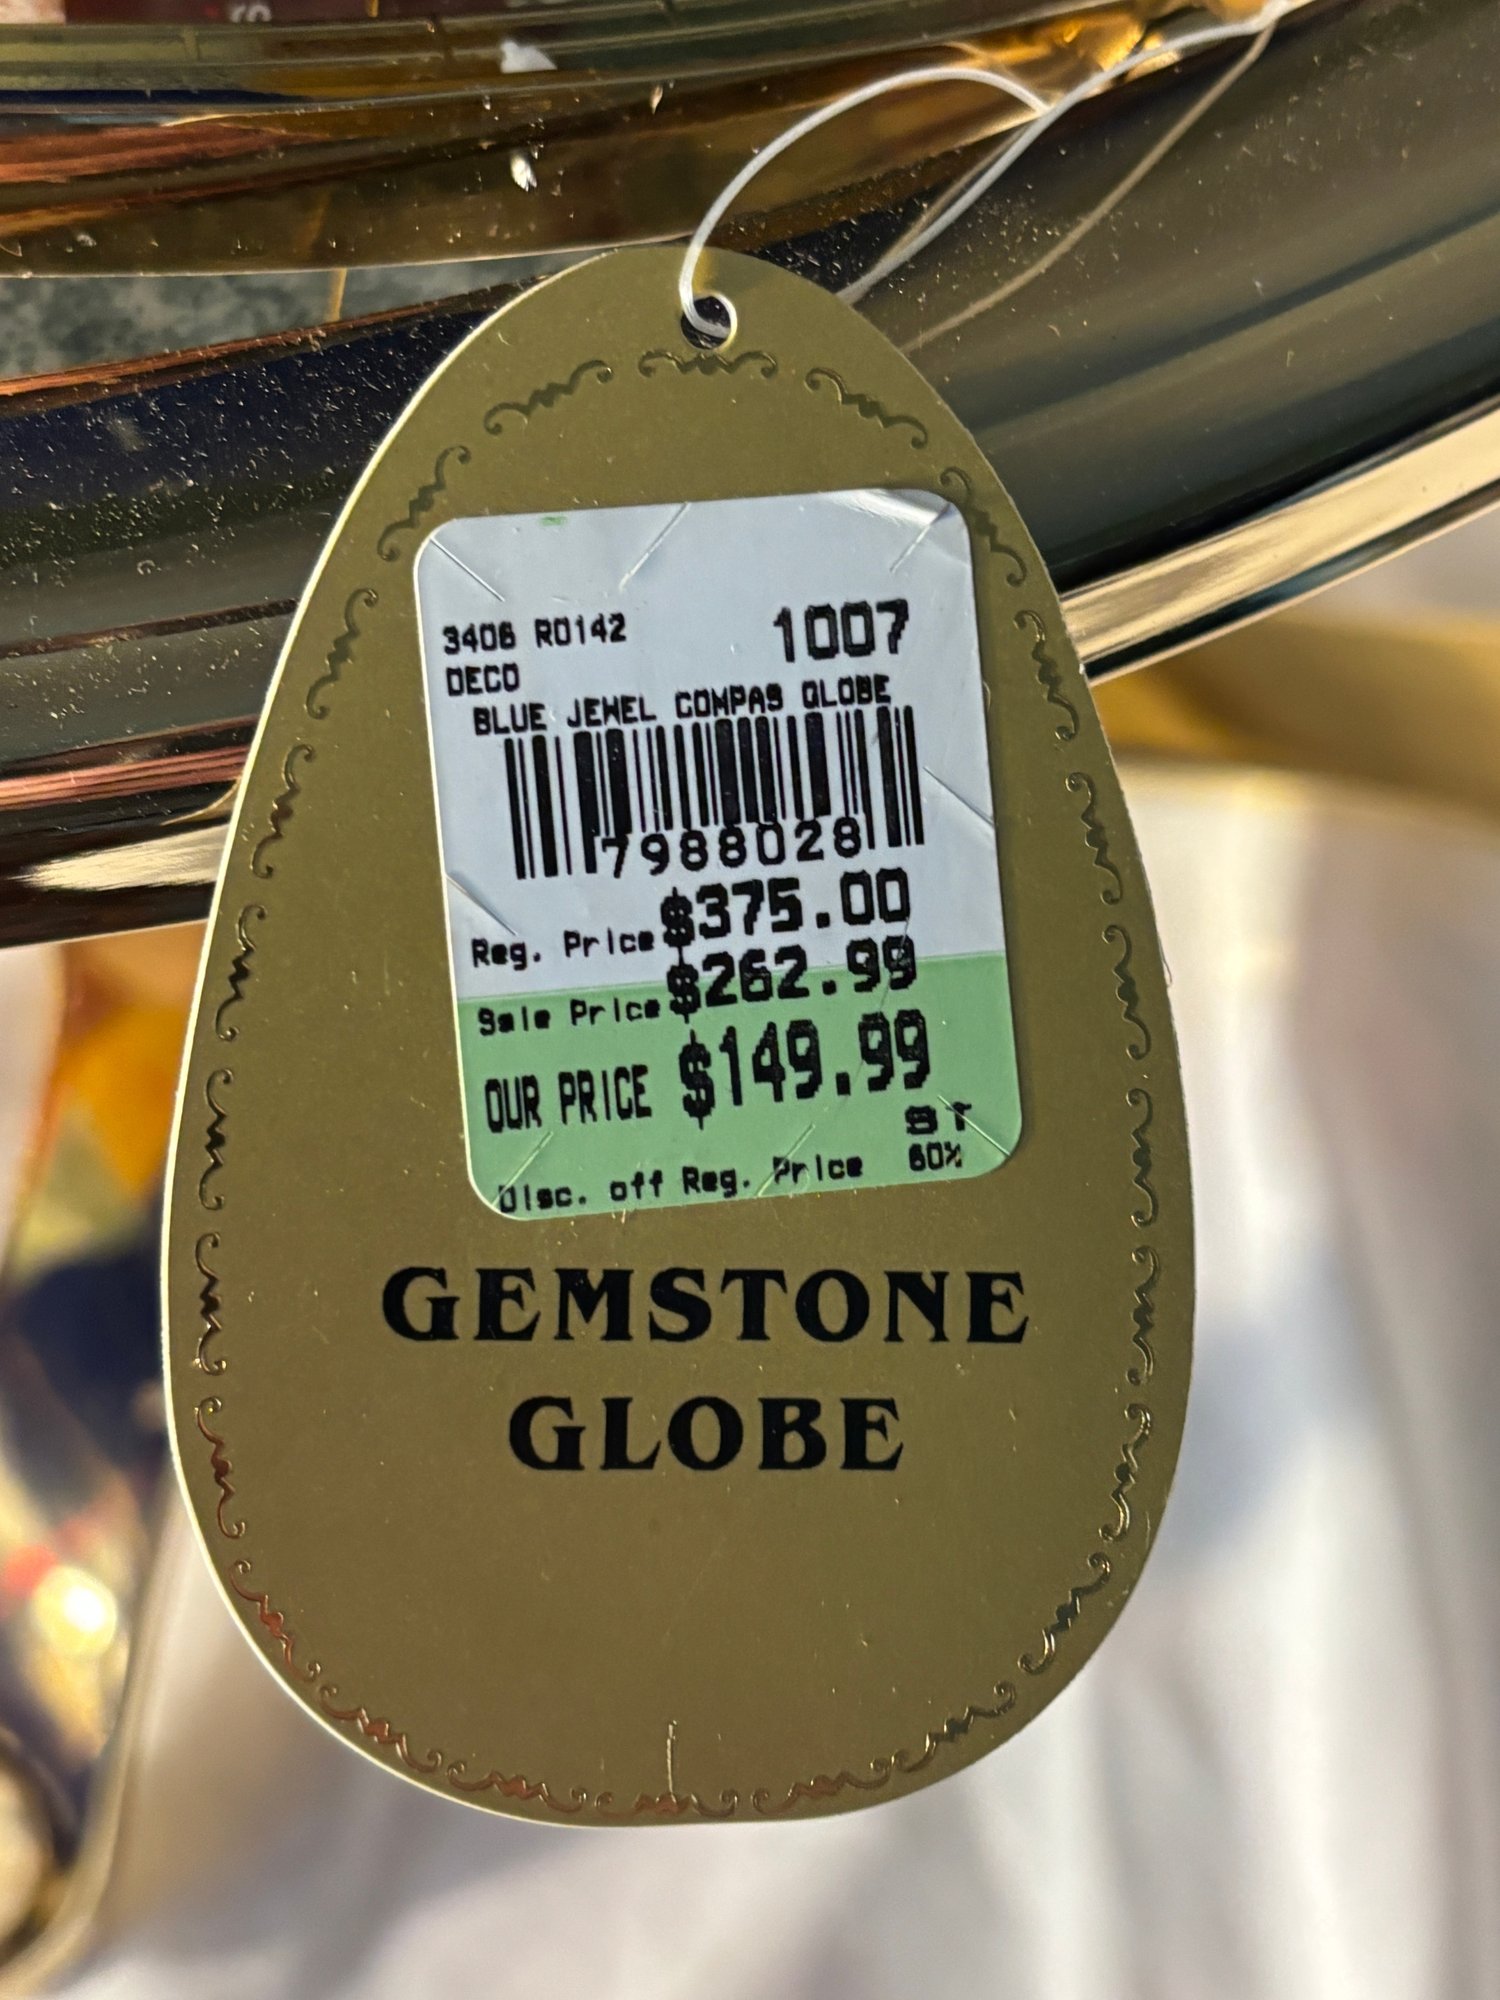 3406 R0142 1007
DECO
BLUE JEWEL COMPAS GLOBE
7988028
Reg. Price $375.00
Sale Price $262.99
OUR PRICE $149.99
ST
Disc. off Reg. Price 60%
GEMSTONE
GLOBE